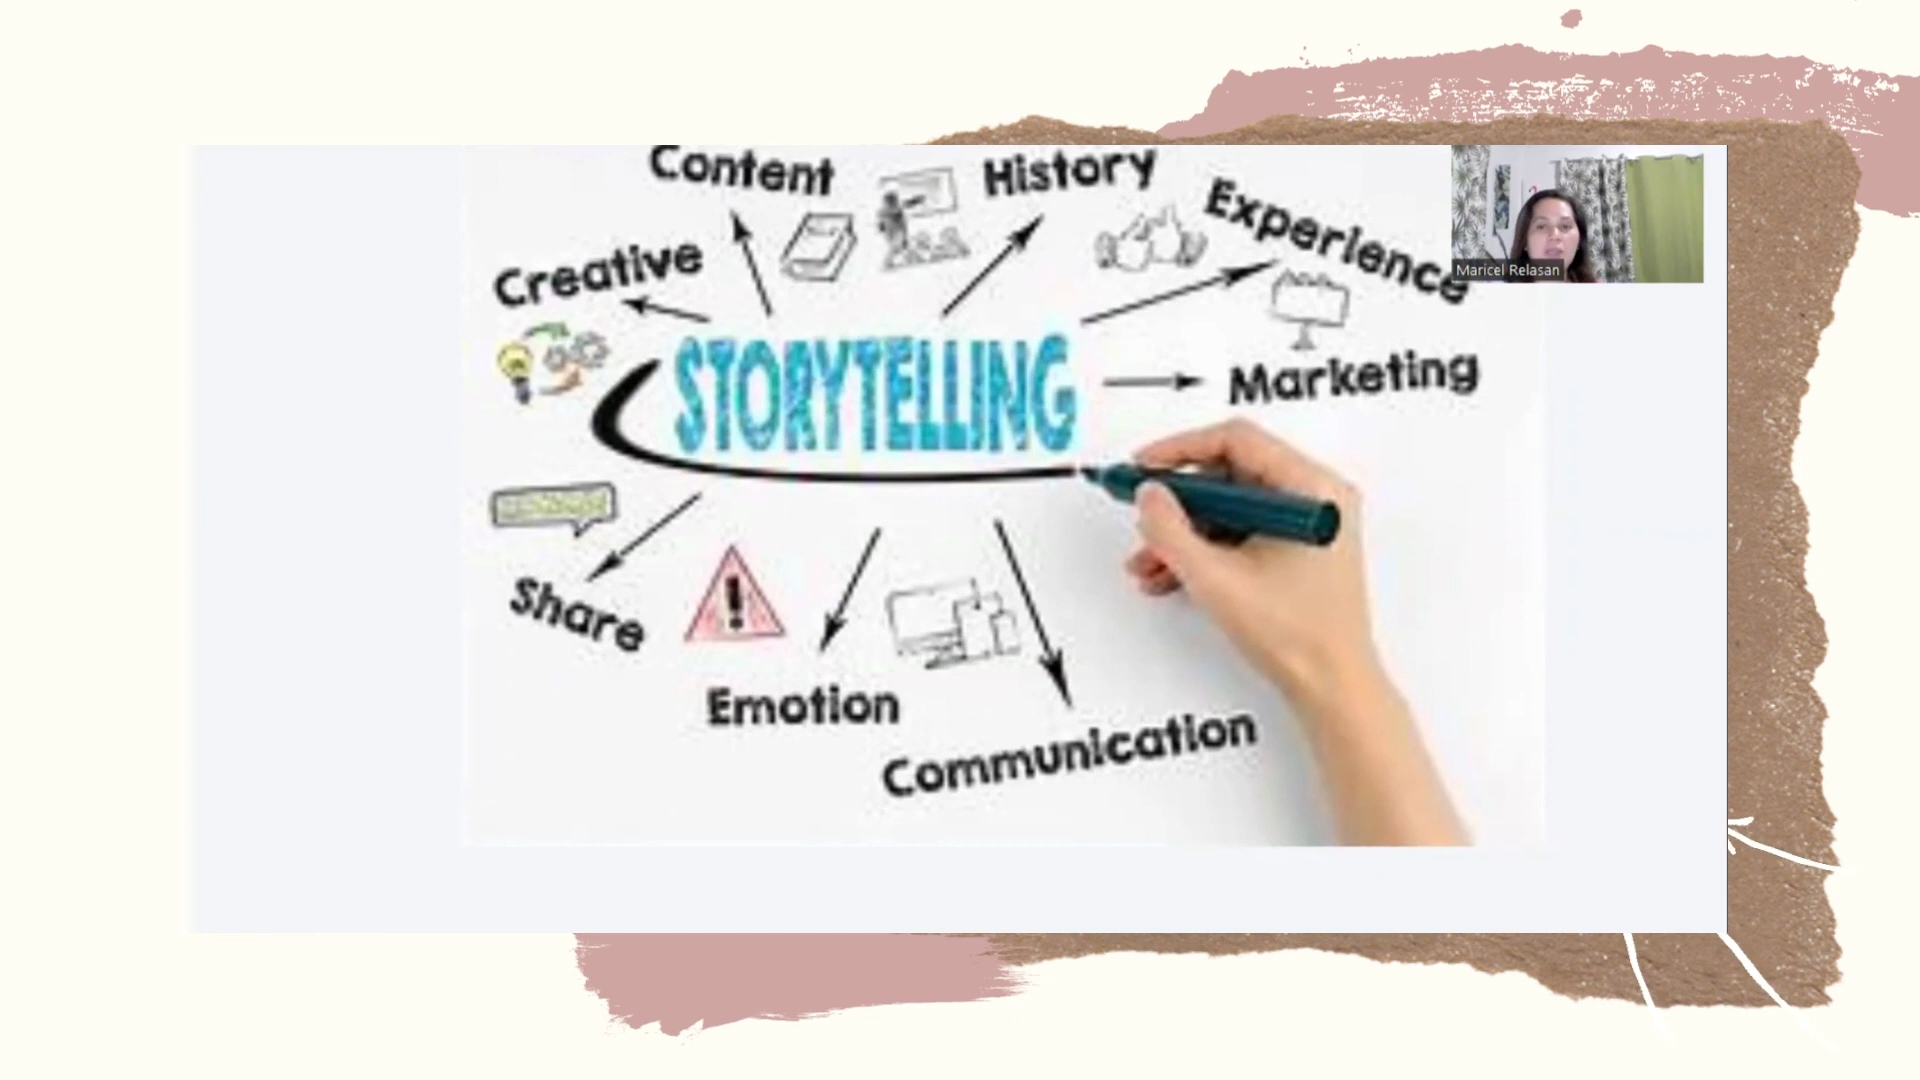 Content
History
Experience
Creative
Maricel Relasan
STORYTELLING
Marketing
Share
Emotion
Communication